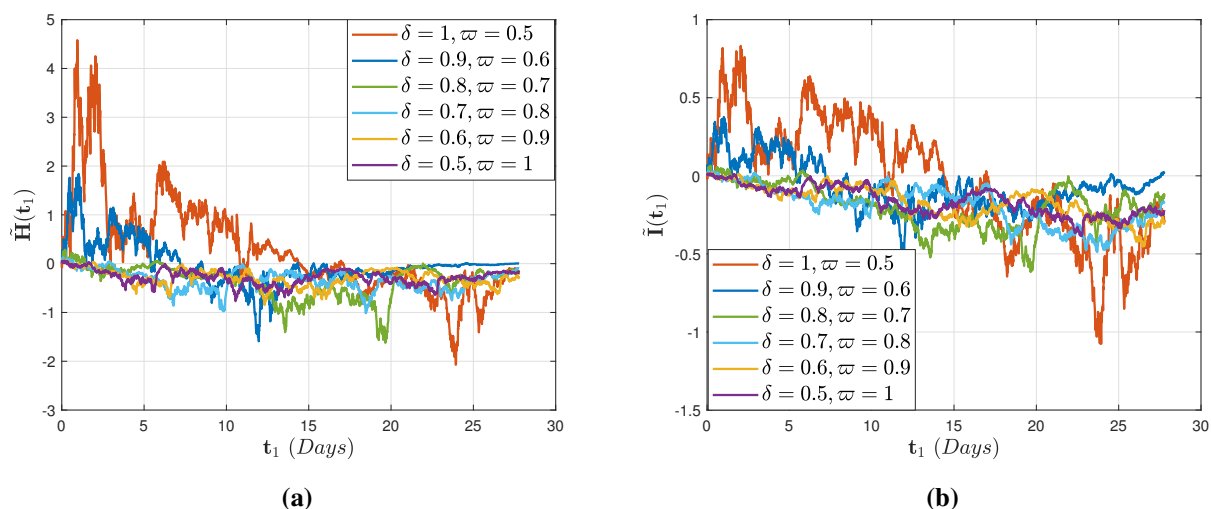 5
4
3
2
1
0
-1
-2
-3
0 5 10 15 20 25 30
H̃(t₁)
t₁ (Days)
δ = 1, ϖ = 0.5
δ = 0.9, ϖ = 0.6
δ = 0.8, ϖ = 0.7
δ = 0.7, ϖ = 0.8
δ = 0.6, ϖ = 0.9
δ = 0.5, ϖ = 1
(a)
1
0.5
0
-0.5
-1
-1.5
0 5 10 15 20 25 30
Ĩ(t₁)
t₁ (Days)
δ = 1, ϖ = 0.5
δ = 0.9, ϖ = 0.6
δ = 0.8, ϖ = 0.7
δ = 0.7, ϖ = 0.8
δ = 0.6, ϖ = 0.9
δ = 0.5, ϖ = 1
(b)